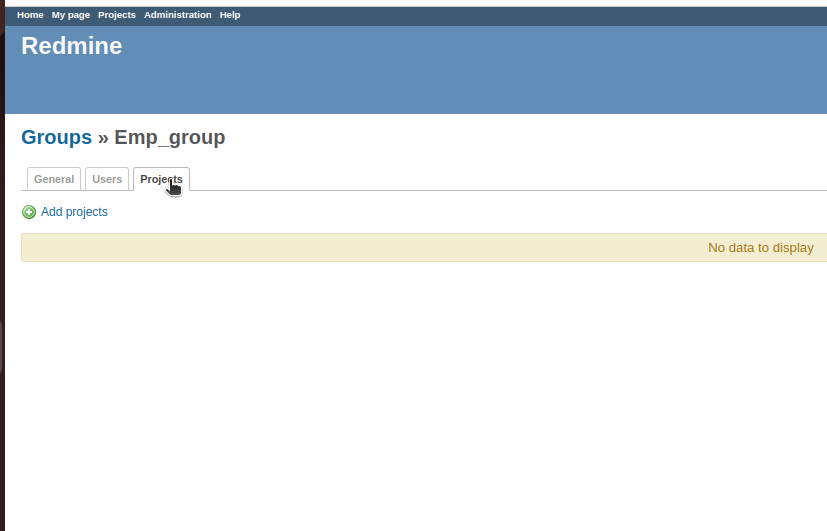 Home My page Projects Administration Help
Redmine
Groups » Emp_group
General Users Projects
Add projects
No data to display